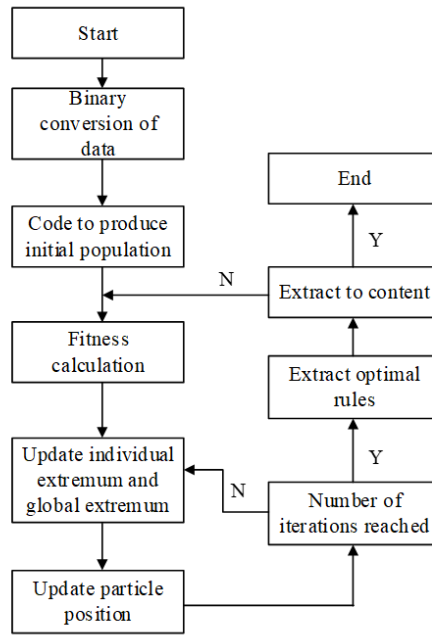 Start
Binary
conversion of
data
Code to produce
initial population
Fitness
calculation
Update individual
extremum and
global extremum
Update particle
position
End
Y
N
Extract to content
Extract optimal
rules
Y
N
Number of
iterations reached